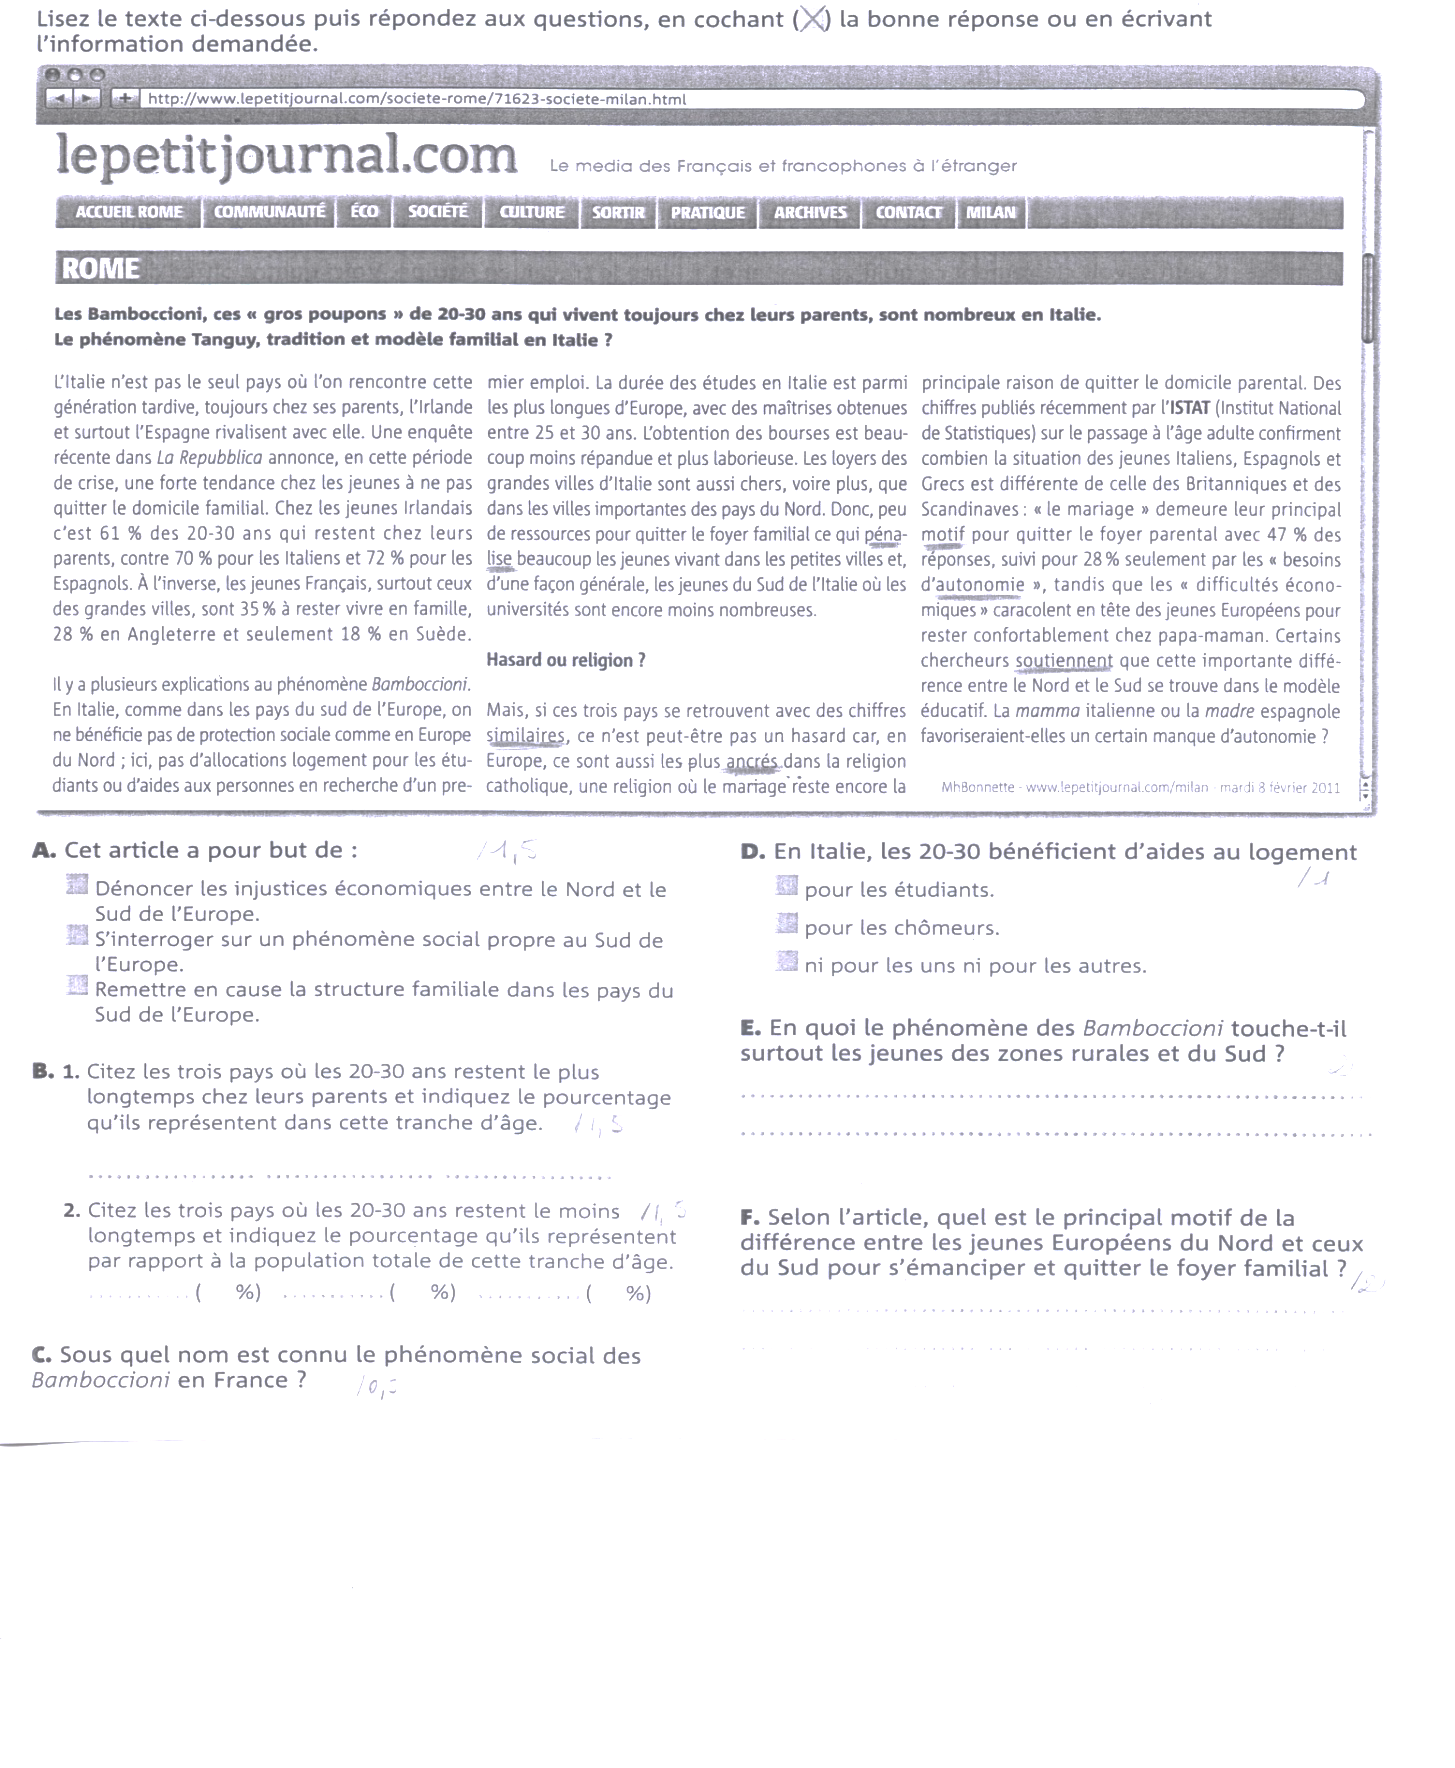 Lisez le texte ci-dessous puis répondez aux questions, en cochant (X) la bonne réponse ou en écrivant
l'information demandée.
http://www.lepetitjournal.com/societe-rome/71623-societe-milan.html
lepetitjournal.com Le media des Français et francophones à l'étranger
ACCUEIL ROME COMMUNAUTÉ ÉCO SOCIÉTÉ CULTURE SORTIR PRATIQUE ARCHIVES CONTACT MILAN
ROME
Les Bamboccioni, ces « gros poupons » de 20-30 ans qui vivent toujours chez leurs parents, sont nombreux en Italie.
Le phénomène Tanguy, tradition et modèle familial en Italie ?
L'Italie n'est pas le seul pays où l'on rencontre cette
génération tardive, toujours chez ses parents, l'Irlande
et surtout l'Espagne rivalisent avec elle. Une enquête
récente dans La Repubblica annonce, en cette période
de crise, une forte tendance chez les jeunes à ne pas
quitter le domicile familial. Chez les jeunes Irlandais
c'est 61 % des 20-30 ans qui restent chez leurs
parents, contre 70 % pour les Italiens et 72 % pour les
Espagnols. À l'inverse, les jeunes Français, surtout ceux
des grandes villes, sont 35 % à rester vivre en famille,
28 % en Angleterre et seulement 18 % en Suède.
Il y a plusieurs explications au phénomène Bamboccioni.
En Italie, comme dans les pays du sud de l'Europe, on
ne bénéficie pas de protection sociale comme en Europe
du Nord ; ici, pas d'allocations logement pour les étu-
diants ou d'aides aux personnes en recherche d'un pre-
mier emploi. La durée des études en Italie est parmi
les plus longues d'Europe, avec des maîtrises obtenues
entre 25 et 30 ans. L'obtention des bourses est beau-
coup moins répandue et plus laborieuse. Les loyers des
grandes villes d'Italie sont aussi chers, voire plus, que
dans les villes importantes des pays du Nord. Donc, peu
de ressources pour quitter le foyer familial ce qui péna-
lise beaucoup les jeunes vivant dans les petites villes et,
d'une façon générale, les jeunes du Sud de l'Italie où les
universités sont encore moins nombreuses.
Hasard ou religion ?
Mais, si ces trois pays se retrouvent avec des chiffres
similaires, ce n'est peut-être pas un hasard car, en
Europe, ce sont aussi les plus ancrés dans la religion
catholique, une religion où le mariage reste encore la
principale raison de quitter le domicile parental. Des
chiffres publiés récemment par l'ISTAT (Institut National
de Statistiques) sur le passage à l'âge adulte confirment
combien la situation des jeunes Italiens, Espagnols et
Grecs est différente de celle des Britanniques et des
Scandinaves : « le mariage » demeure leur principal
motif pour quitter le foyer parental avec 47 % des
réponses, suivi pour 28 % seulement par les « besoins
d'autonomie », tandis que les « difficultés écono-
miques » caracolent en tête des jeunes Européens pour
rester confortablement chez papa-maman. Certains
chercheurs soutiennent que cette importante diffé-
rence entre le Nord et le Sud se trouve dans le modèle
éducatif. La mamma italienne ou la madre espagnole
favoriseraient-elles un certain manque d'autonomie ?
MhBonnette - www.lepetitjournal.com/milan - mardi 8 février 2011
A. Cet article a pour but de : /1,5
Dénoncer les injustices économiques entre le Nord et le
Sud de l'Europe.
S'interroger sur un phénomène social propre au Sud de
l'Europe.
Remettre en cause la structure familiale dans les pays du
Sud de l'Europe.
B. 1. Citez les trois pays où les 20-30 ans restent le plus
longtemps chez leurs parents et indiquez le pourcentage
qu'ils représentent dans cette tranche d'âge. /1,5
2. Citez les trois pays où les 20-30 ans restent le moins /1,5
longtemps et indiquez le pourcentage qu'ils représentent
par rapport à la population totale de cette tranche d'âge.
.......... ( %) ........... ( %) ........... ( %)
C. Sous quel nom est connu le phénomène social des
Bamboccioni en France ? /0,5
D. En Italie, les 20-30 bénéficient d'aides au logement
/1
pour les étudiants.
pour les chômeurs.
ni pour les uns ni pour les autres.
E. En quoi le phénomène des Bamboccioni touche-t-il
surtout les jeunes des zones rurales et du Sud ?
F. Selon l'article, quel est le principal motif de la
différence entre les jeunes Européens du Nord et ceux
du Sud pour s'émanciper et quitter le foyer familial ? /2